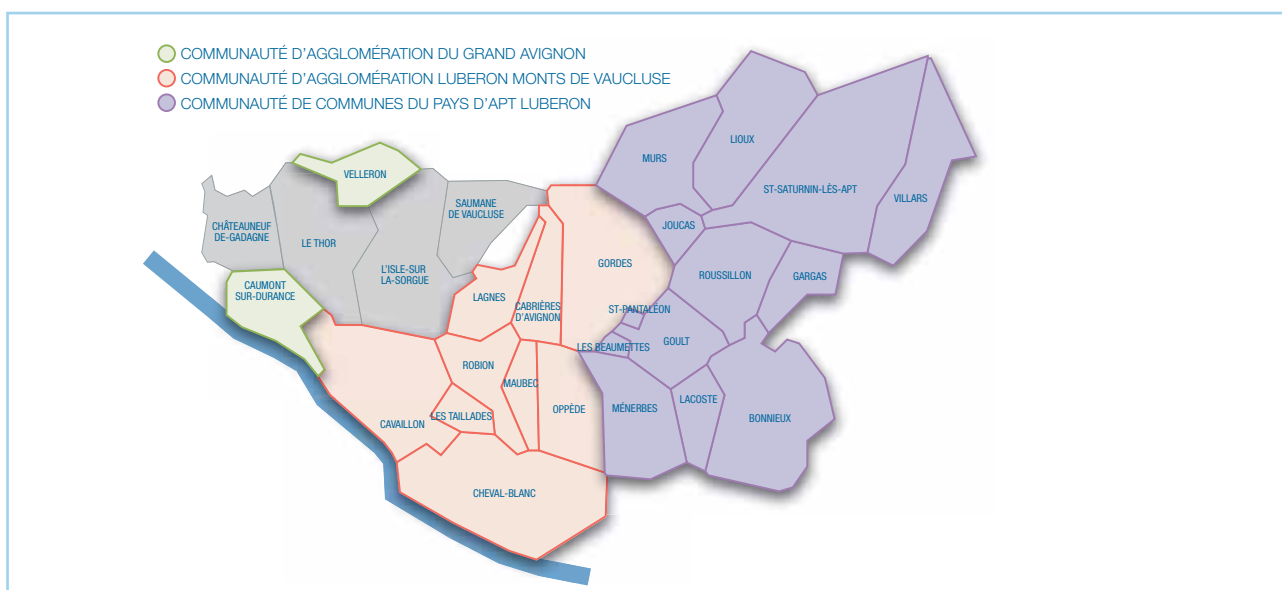 COMMUNAUTÉ D'AGGLOMÉRATION DU GRAND AVIGNON
COMMUNAUTÉ D'AGGLOMÉRATION LUBERON MONTS DE VAUCLUSE
COMMUNAUTÉ DE COMMUNES DU PAYS D'APT LUBERON
LIOUX
MURS
VELLERON
ST-SATURNIN-LÈS-APT
VILLARS
SAUMANE
DE VAUCLUSE
CHÂTEAUNEUF
DE-GADAGNE
LE THOR
JOUCAS
L'ISLE-SUR
LA-SORGUE
GORDES
ROUSSILLON
GARGAS
CAUMONT
SUR-DURANCE
LAGNES
CABRIÈRES
D'AVIGNON
ST-PANTALÉON
LES BEAUMETTES
GOULT
ROBION
MAUBEC
LACOSTE
OPPÈDE
MÉNERBES
LES TAILLADES
CAVAILLON
BONNIEUX
CHEVAL-BLANC